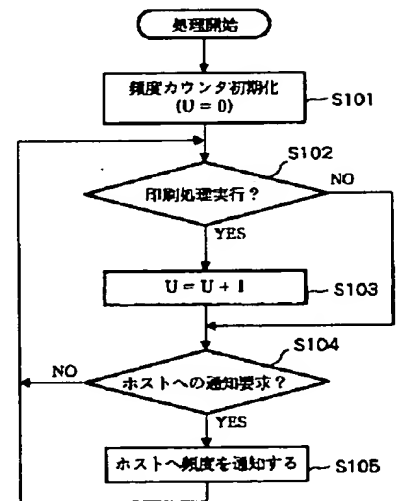 処理開始
頻度カウンタ初期化
(U = 0)
S101
S102
印刷処理実行？
NO
YES
U = U + 1
S103
S104
ホストへの通知要求？
NO
YES
ホストへ頻度を通知する
S105